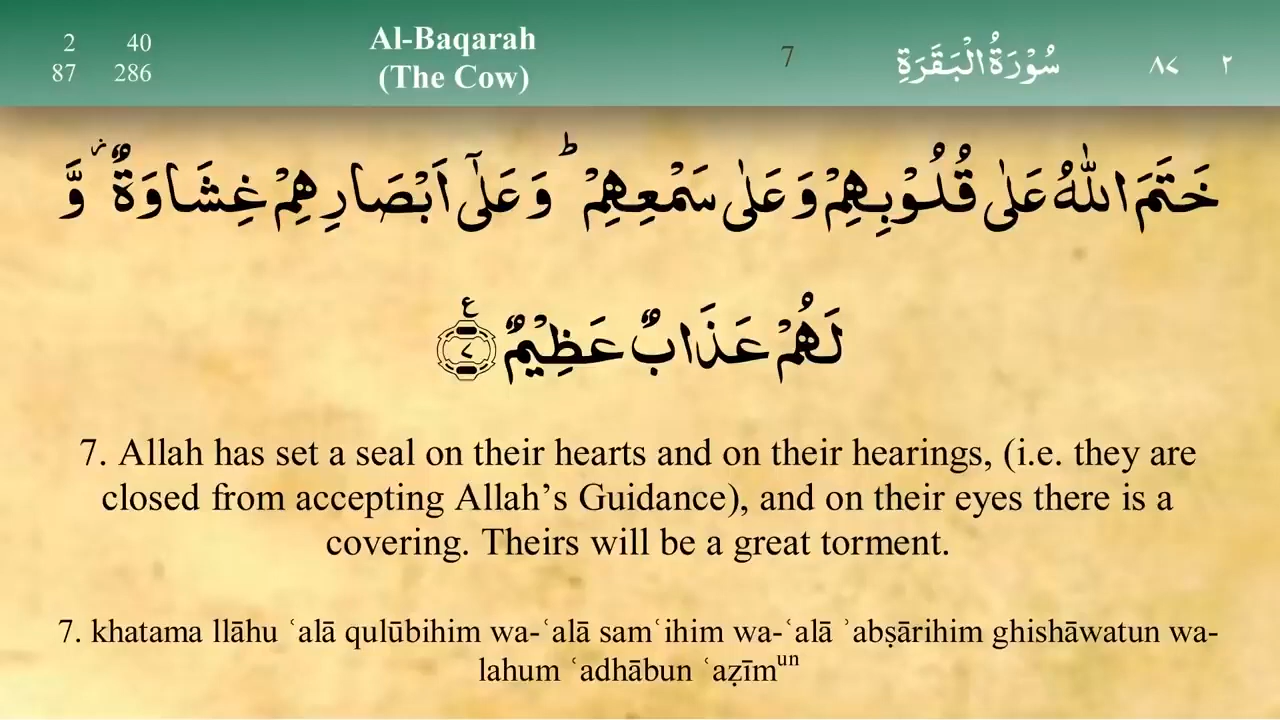 2 40 Al-Baqarah 7 سُوْرَةُ الْبَقَرَةِ ٨٧ ٢
87 286 (The Cow)
خَتَمَ اللّٰهُ عَلٰى قُلُوْبِهِمْ وَعَلٰى سَمْعِهِمْ ؕ وَعَلٰٓى اَبْصَارِهِمْ غِشَاوَةٌ ؗ وَّ
لَهُمْ عَذَابٌ عَظِيْمٌ ۧ ﴿٧﴾
7. Allah has set a seal on their hearts and on their hearings, (i.e. they are
closed from accepting Allah’s Guidance), and on their eyes there is a
covering. Theirs will be a great torment.
7. khatama llāhu ʿalā qulūbihim wa-ʿalā samʿihim wa-ʿalā ʾabṣārihim ghishāwatun wa-
lahum ʿadhābun ʿaẓīmun